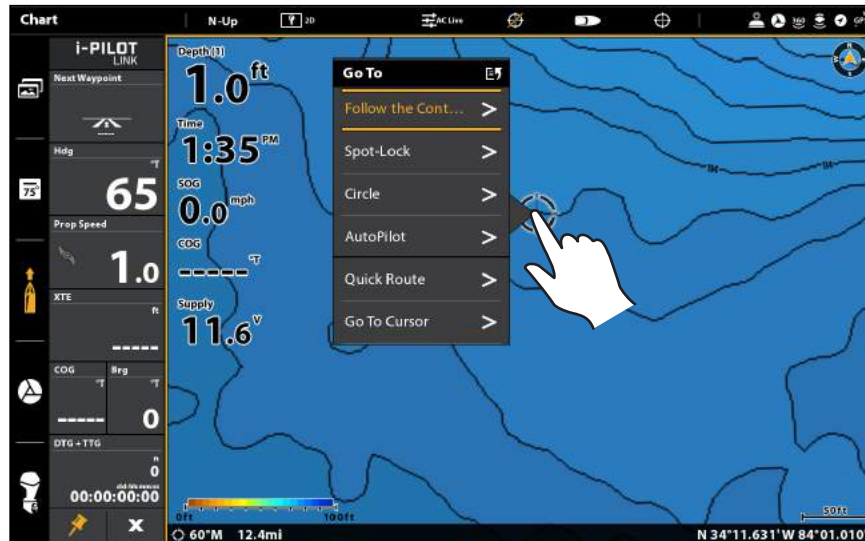 Chart N-Up 2D AC Live 360
i-PILOT
LINK
Next Waypoint
Hdg
°T
65
75°
Prop Speed
1.0
XTE
ft
-----
COG Brg
°T °T
----- 0
DTG + TTG
0
00:00:00:00
X
Depth (1)
1.0 ft
Time
1:35 PM
SOG
0.0 mph
COG
----- °T
Supply
11.6 V
Go To
Follow the Cont... >
Spot-Lock >
Circle >
AutoPilot >
Quick Route >
Go To Cursor >
0ft 100ft
50ft
60°M 12.4mi N 34°11.631' W 84°01.010